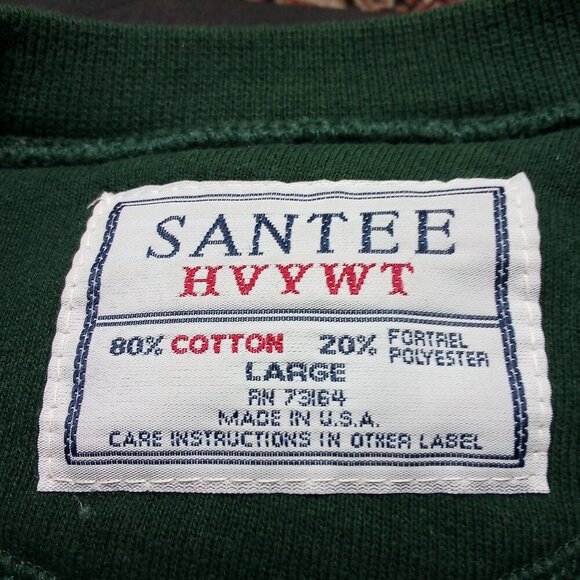 SANTEE
HVYWT
80% COTTON 20% FORTREL POLYESTER
LARGE
RN 73164
MADE IN U.S.A.
CARE INSTRUCTIONS IN OTHER LABEL